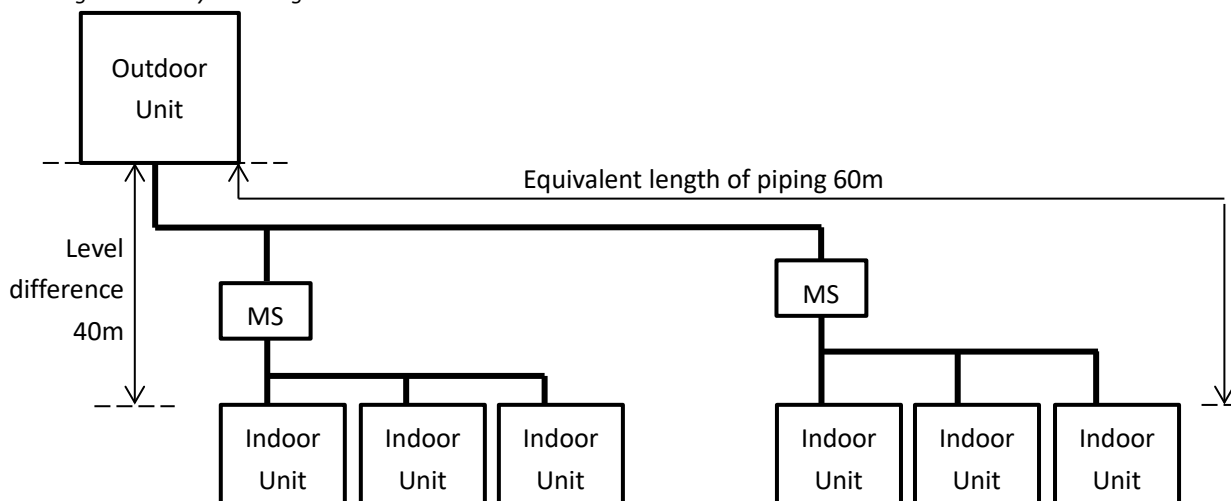 Outdoor
Unit
Equivalent length of piping 60m
Level
difference
40m
MS
MS
Indoor
Unit
Indoor
Unit
Indoor
Unit
Indoor
Unit
Indoor
Unit
Indoor
Unit